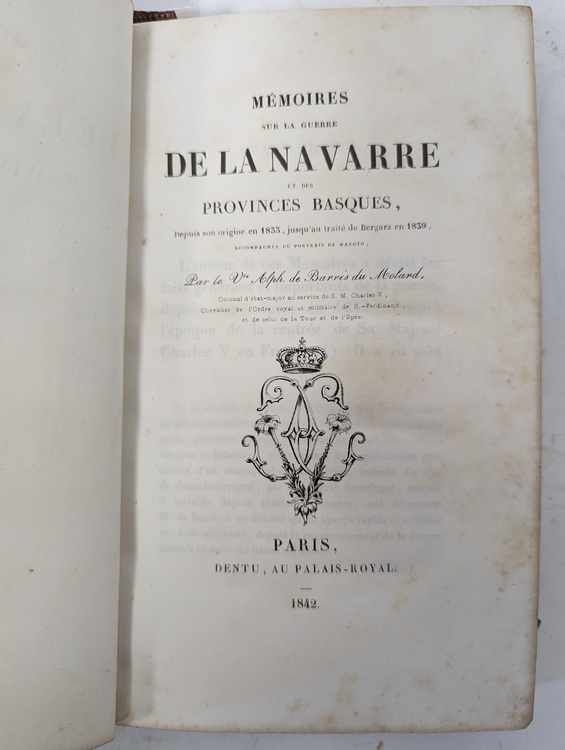 MÉMOIRES
SUR LA GUERRE
DE LA NAVARRE
ET DES
PROVINCES BASQUES,
Depuis son origine en 1833, jusqu'au traité de Bergara en 1839,
ACCOMPAGNÉS DU PORTRAIT DE MAROTO;
Par le Vte Alph. de Barrès du Molard,
Colonel d'état-major au service de S. M. Charles V,
Chevalier de l'Ordre royal et militaire de S.-Ferdinand,
et de celui de la Tour et de l'Épée.
PARIS,
DENTU, AU PALAIS-ROYAL.
1842.